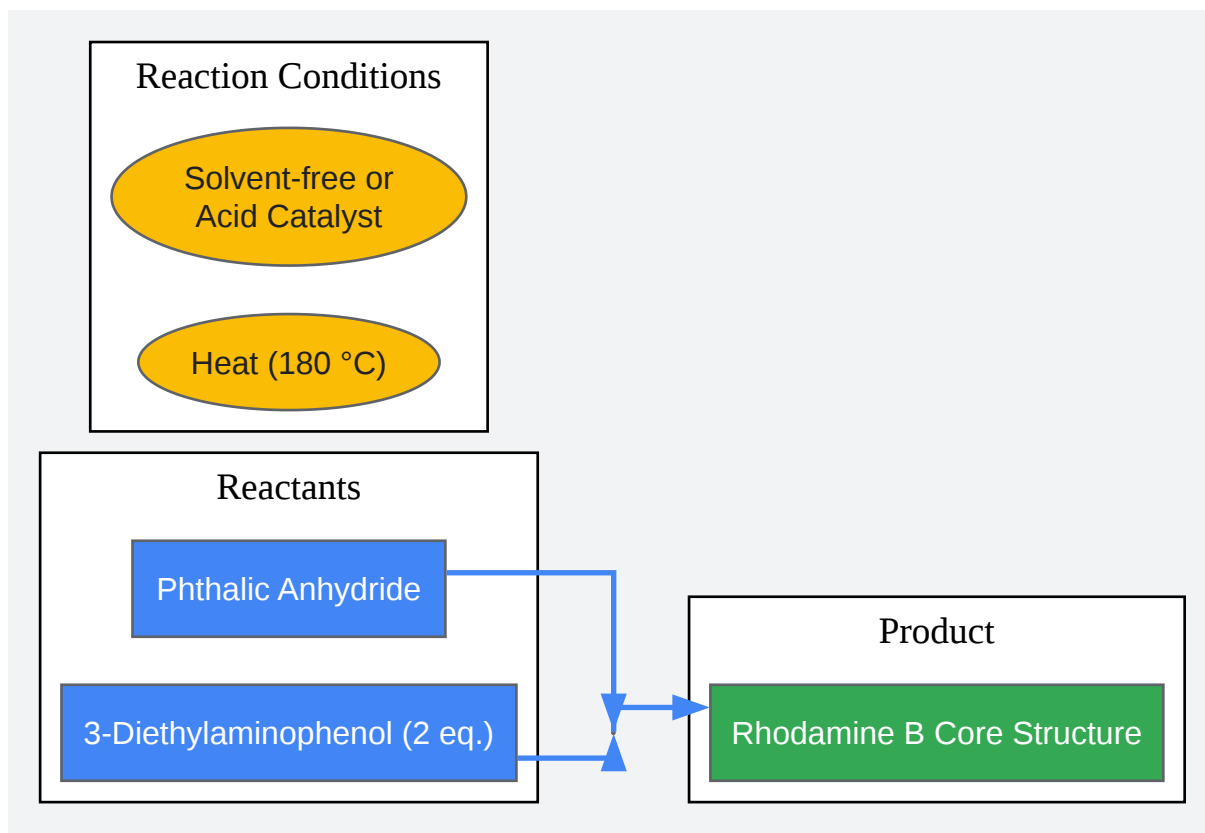 Reaction Conditions
Solvent-free or
Acid Catalyst
Heat (180 °C)
Reactants
Phthalic Anhydride
3-Diethylaminophenol (2 eq.)
Product
Rhodamine B Core Structure